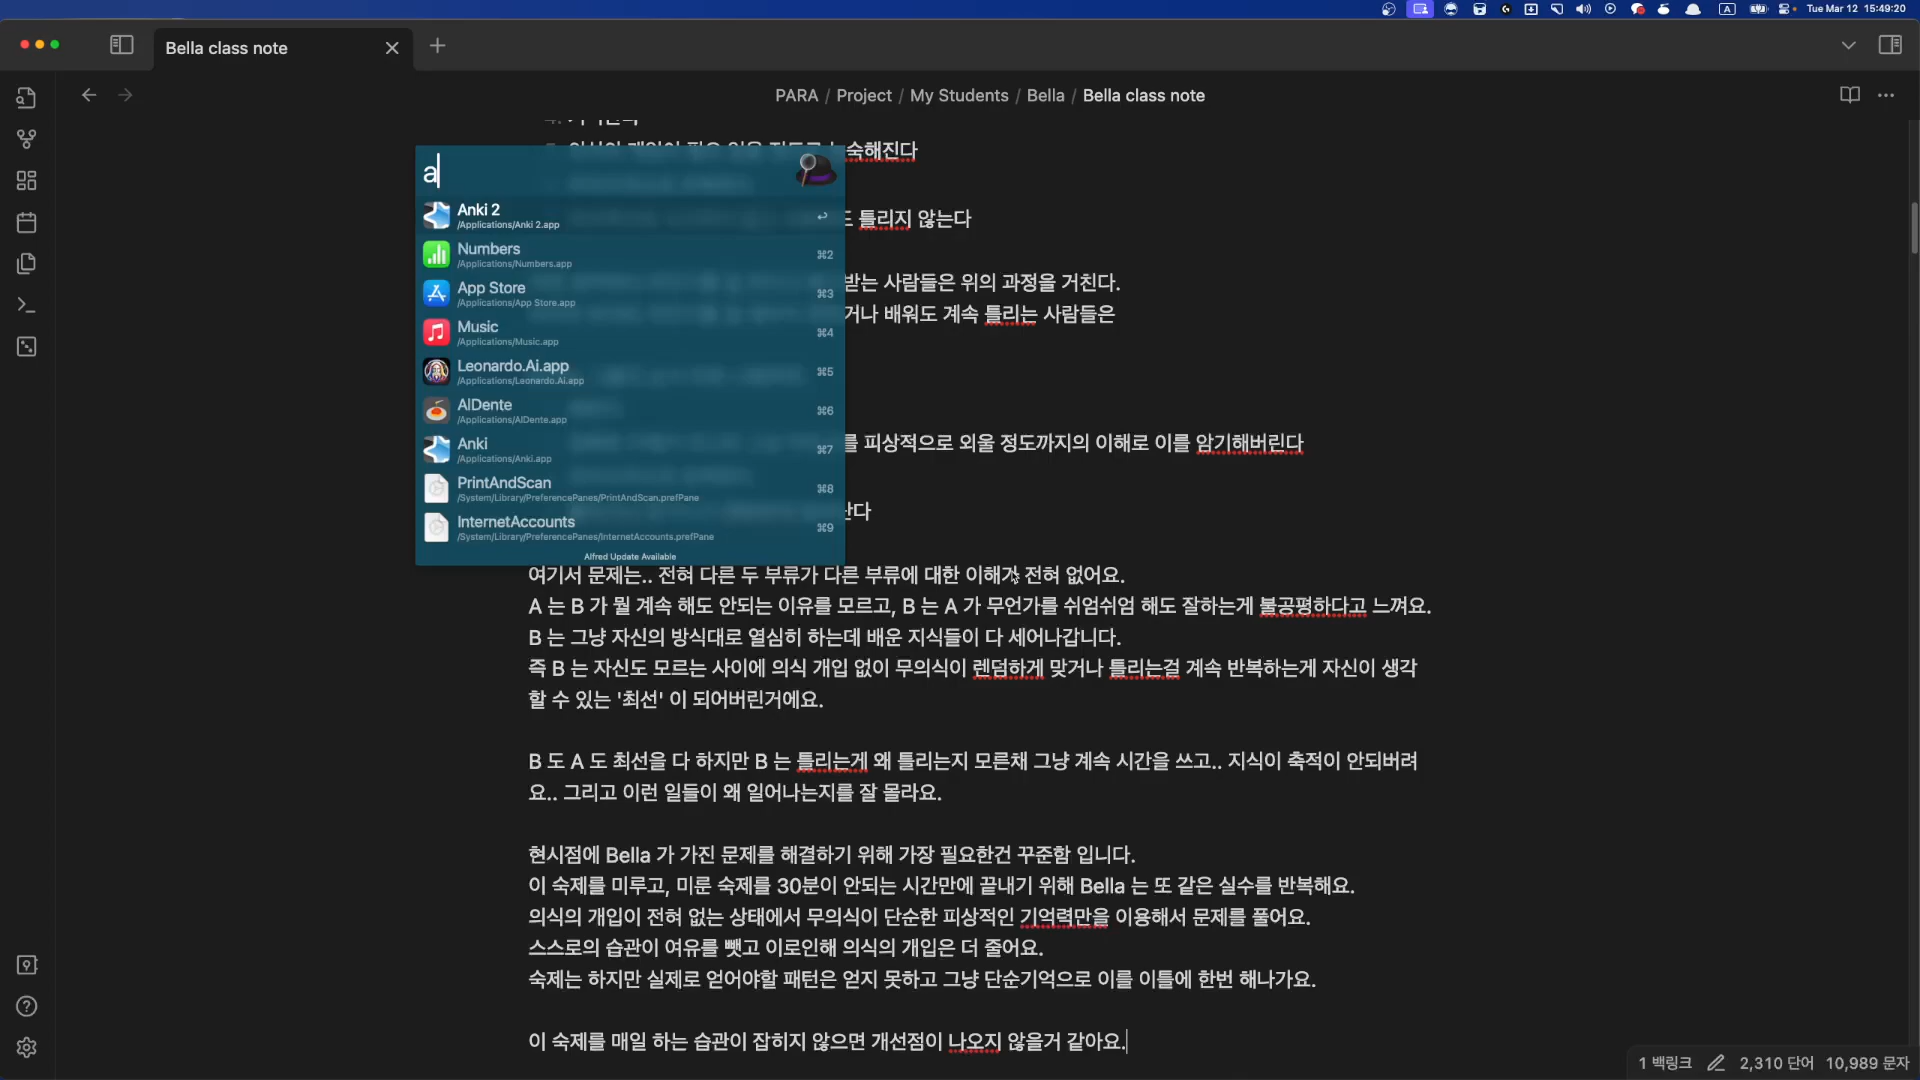 Tue Mar 12 15:49:20
Bella class note
PARA / Project / My Students / Bella / Bella class note
숙해진다
a
Anki 2
/Applications/Anki 2.app
틀리지 않는다
Numbers
/Applications/Numbers.app
⌘2
App Store
/Applications/App Store.app
⌘3
받는 사람들은 위의 과정을 거친다.
거나 배워도 계속 틀리는 사람들은
Music
/Applications/Music.app
⌘4
Leonardo.Ai.app
/Applications/Leonardo.Ai.app
⌘5
AlDente
/Applications/AlDente.app
⌘6
Anki
/Applications/Anki.app
⌘7
를 피상적으로 외울 정도까지의 이해로 이를 암기해버린다
PrintAndScan
/System/Library/PreferencePanes/PrintAndScan.prefPane
⌘8
InternetAccounts
/System/Library/PreferencePanes/InternetAccounts.prefPane
⌘9
Alfred Update Available
여기서 문제는.. 전혀 다른 두 부류가 다른 부류에 대한 이해가 전혀 없어요.
A 는 B 가 뭘 계속 해도 안되는 이유를 모르고, B 는 A 가 무언가를 쉬엄쉬엄 해도 잘하는게 불공평하다고 느껴요.
B 는 그냥 자신의 방식대로 열심히 하는데 배운 지식들이 다 세어나갑니다.
즉 B 는 자신도 모르는 사이에 의식 개입 없이 무의식이 렌덤하게 맞거나 틀리는걸 계속 반복하는게 자신이 생각
할 수 있는 '최선' 이 되어버린거에요.
B 도 A 도 최선을 다 하지만 B 는 틀리는게 왜 틀리는지 모른채 그냥 계속 시간을 쓰고.. 지식이 축적이 안되버려
요.. 그리고 이런 일들이 왜 일어나는지를 잘 몰라요.
현시점에 Bella 가 가진 문제를 해결하기 위해 가장 필요한건 꾸준함 입니다.
이 숙제를 미루고, 미룬 숙제를 30분이 안되는 시간만에 끝내기 위해 Bella 는 또 같은 실수를 반복해요.
의식의 개입이 전혀 없는 상태에서 무의식이 단순한 피상적인 기억력만을 이용해서 문제를 풀어요.
스스로의 습관이 여유를 뺏고 이로인해 의식의 개입은 더 줄어요.
숙제는 하지만 실제로 얻어야할 패턴은 얻지 못하고 그냥 단순기억으로 이를 이틀에 한번 해나가요.
이 숙제를 매일 하는 습관이 잡히지 않으면 개선점이 나오지 않을거 같아요.
1 백링크 2,310 단어 10,989 문자